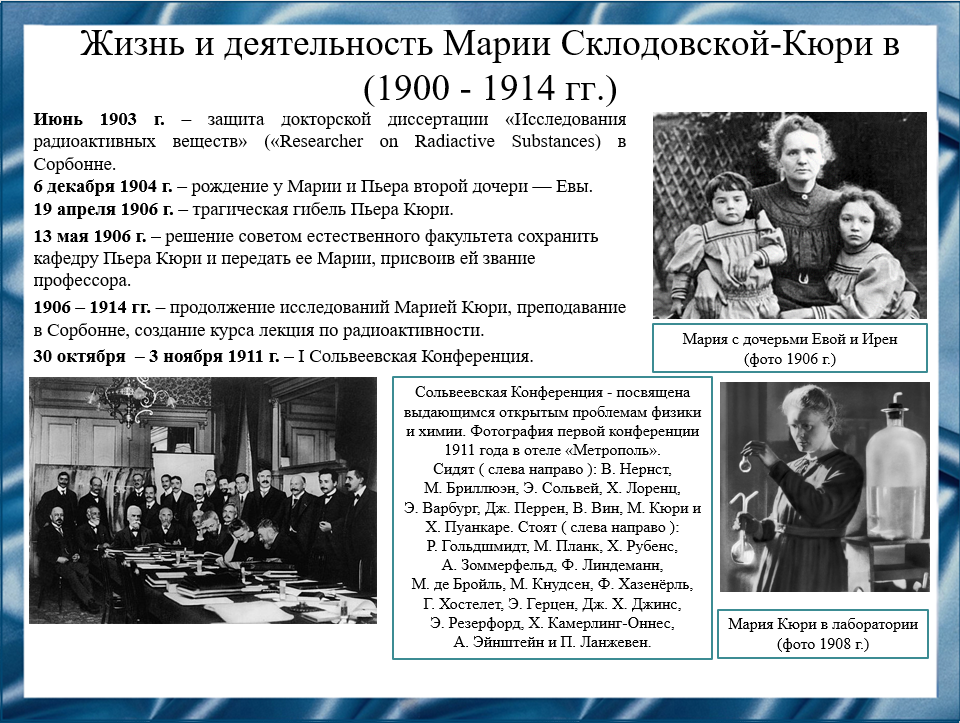 Жизнь и деятельность Марии Склодовской-Кюри в
(1900 - 1914 гг.)
Июнь 1903 г. – защита докторской диссертации «Исследования
радиоактивных веществ» («Researcher on Radiactive Substances) в
Сорбонне.
6 декабря 1904 г. – рождение у Марии и Пьера второй дочери — Евы.
19 апреля 1906 г. – трагическая гибель Пьера Кюри.
13 мая 1906 г. – решение советом естественного факультета сохранить
кафедру Пьера Кюри и передать ее Марии, присвоив ей звание
профессора.
1906 – 1914 гг. – продолжение исследований Марией Кюри, преподавание
в Сорбонне, создание курса лекция по радиоактивности.
30 октября – 3 ноября 1911 г. – I Сольвеевская Конференция.
Мария с дочерьми Евой и Ирен
(фото 1906 г.)
Сольвеевская Конференция - посвящена
выдающимся открытым проблемам физики
и химии. Фотография первой конференции
1911 года в отеле «Метрополь».
Сидят ( слева направо ): В. Нернст,
М. Бриллюэн, Э. Сольвей, Х. Лоренц,
Э. Варбург, Дж. Перрен, В. Вин, М. Кюри и
Х. Пуанкаре. Стоят ( слева направо ):
Р. Гольдшмидт, М. Планк, Х. Рубенс,
А. Зоммерфельд, Ф. Линдеманн,
М. де Бройль, М. Кнудсен, Ф. Хазенёрль,
Г. Хостелет, Э. Герцен, Дж. Х. Джинс,
Э. Резерфорд, Х. Камерлинг-Оннес,
А. Эйнштейн и П. Ланжевен.
Мария Кюри в лаборатории
(фото 1908 г.)